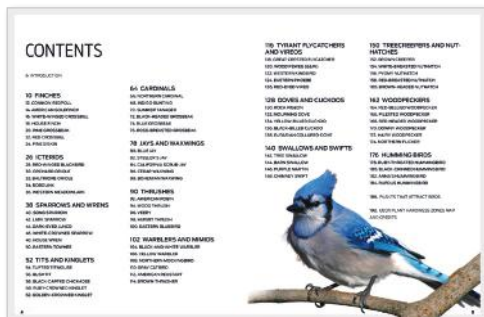 CONTENTS
6 INTRODUCTION
10 FINCHES
12 COMMON REDPOLL
14 AMERICAN GOLDFINCH
16 WHITE-WINGED CROSSBILL
18 HOUSE FINCH
20 PINE GROSBEAK
22 RED CROSSBILL
24 PINE SISKIN
26 ICTERIDS
28 RED-WINGED BLACKBIRD
30 ORCHARD ORIOLE
32 BALTIMORE ORIOLE
34 BOBOLINK
36 WESTERN MEADOWLARK
38 SPARROWS AND WRENS
40 SONG SPARROW
42 LARK SPARROW
44 DARK-EYED JUNCO
46 WHITE-CROWNED SPARROW
48 HOUSE WREN
50 EASTERN TOWHEE
52 TITS AND KINGLETS
54 TUFTED TITMOUSE
56 BUSHTIT
58 BLACK-CAPPED CHICKADEE
60 RUBY-CROWNED KINGLET
62 GOLDEN-CROWNED KINGLET
64 CARDINALS
66 NORTHERN CARDINAL
68 INDIGO BUNTING
70 SUMMER TANAGER
72 BLACK-HEADED GROSBEAK
74 BLUE GROSBEAK
76 ROSE-BREASTED GROSBEAK
78 JAYS AND WAXWINGS
80 BLUE JAY
82 STELLER'S JAY
84 CALIFORNIA SCRUB JAY
86 CEDAR WAXWING
88 BOHEMIAN WAXWING
90 THRUSHES
92 AMERICAN ROBIN
94 WOOD THRUSH
96 VEERY
98 HERMIT THRUSH
100 EASTERN BLUEBIRD
102 WARBLERS AND MIMIDS
104 BLACK-AND-WHITE WARBLER
106 YELLOW WARBLER
108 NORTHERN MOCKINGBIRD
110 GRAY CATBIRD
112 AMERICAN REDSTART
114 BROWN THRASHER
116 TYRANT FLYCATCHERS
AND VIREOS
118 GREAT CRESTED FLYCATCHER
120 WOOD-PEWEE
122 WESTERN KINGBIRD
124 EASTERN PHOEBE
126 RED-EYED VIREO
128 DOVES AND CUCKOOS
130 ROCK PIGEON
132 MOURNING DOVE
134 YELLOW-BILLED CUCKOO
136 BLACK-BILLED CUCKOO
138 EURASIAN COLLARED-DOVE
140 SWALLOWS AND SWIFTS
142 TREE SWALLOW
144 BARN SWALLOW
146 PURPLE MARTIN
148 CHIMNEY SWIFT
150 TREECREEPERS AND NUT-
HATCHES
152 BROWN CREEPER
154 WHITE-BREASTED NUTHATCH
156 PYGMY NUTHATCH
158 RED-BREASTED NUTHATCH
160 BROWN-HEADED NUTHATCH
162 WOODPECKERS
164 RED-BELLIED WOODPECKER
166 PILEATED WOODPECKER
168 RED-HEADED WOODPECKER
170 DOWNY WOODPECKER
172 HAIRY WOODPECKER
174 NORTHERN FLICKER
176 HUMMINGBIRDS
178 RUBY-THROATED HUMMINGBIRD
180 BLACK-CHINNED HUMMINGBIRD
182 ANNA'S HUMMINGBIRD
184 RUFOUS HUMMINGBIRD
186 PLANTS THAT ATTRACT BIRDS
190 USDA PLANT HARDINESS ZONES MAP
AND CREDITS